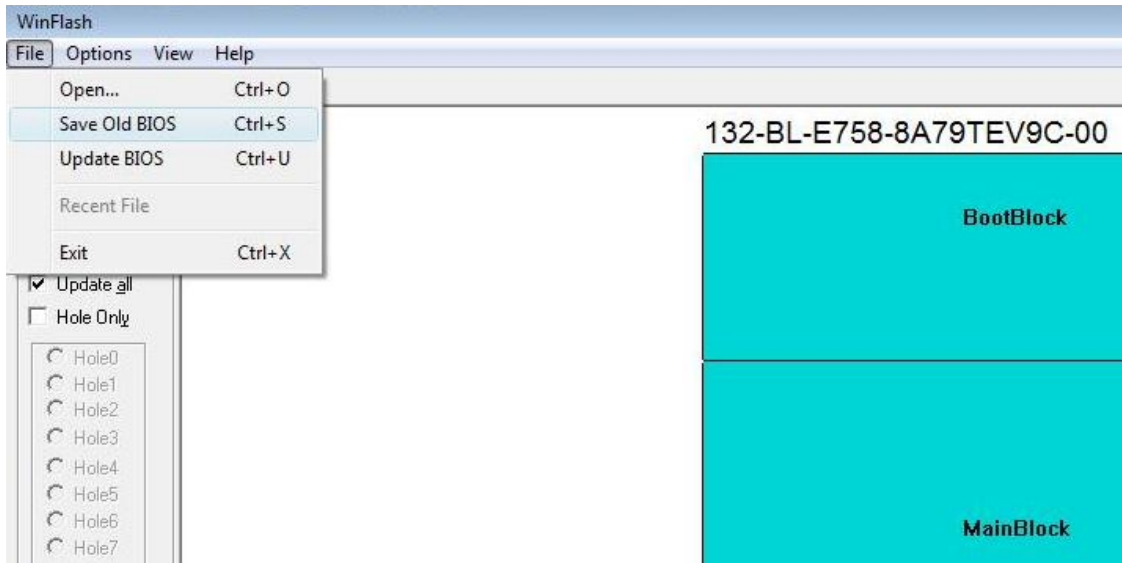 WinFlash
File Options View Help
Open... Ctrl+O
Save Old BIOS Ctrl+S
Update BIOS Ctrl+U
Recent File
Exit Ctrl+X
Update all
Hole Only
Hole0
Hole1
Hole2
Hole3
Hole4
Hole5
Hole6
Hole7
132-BL-E758-8A79TEV9C-00
BootBlock
MainBlock